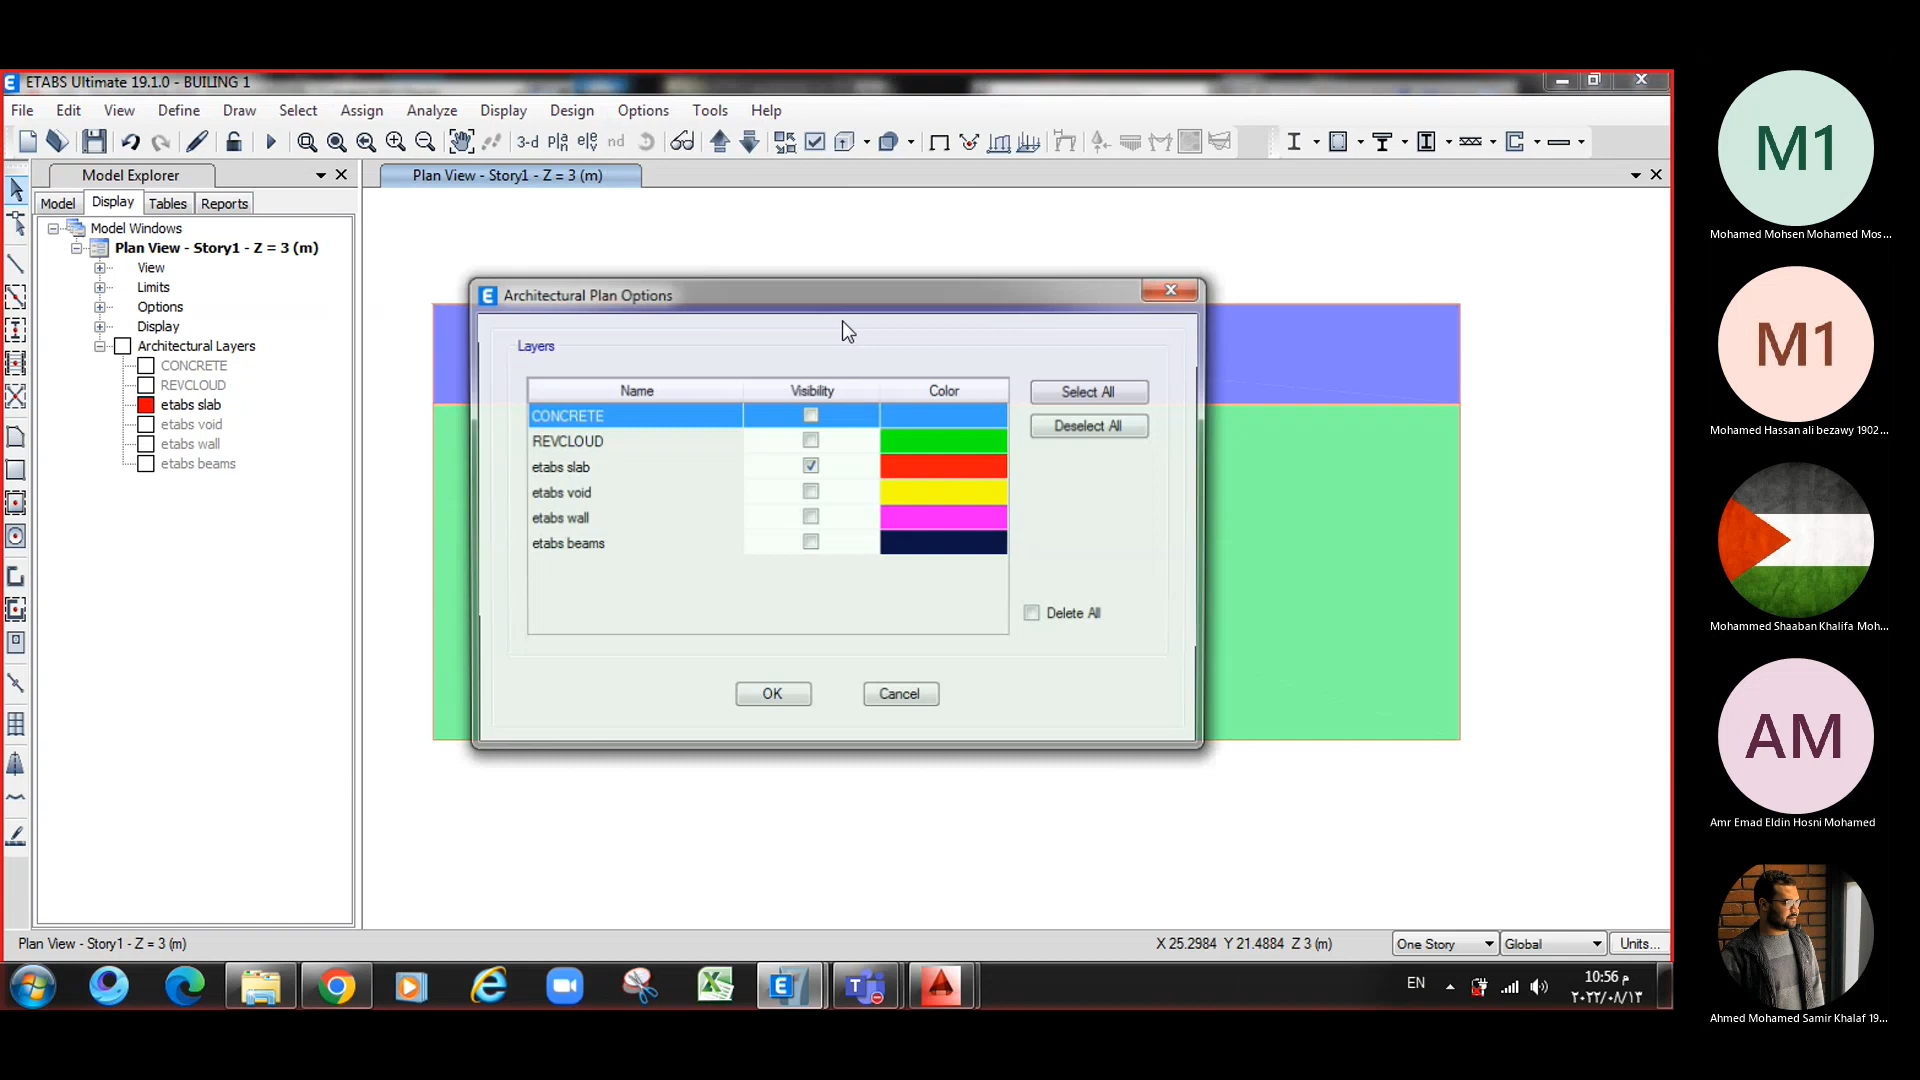 ETABS Ultimate 19.1.0 - BUILING 1
File Edit View Define Draw Select Assign Analyze Display Design Options Tools Help
3-d pla ele nd
Model Explorer
Plan View - Story1 - Z = 3 (m)
Model Display Tables Reports
Model Windows
Plan View - Story1 - Z = 3 (m)
View
Limits
Options
Display
Architectural Layers
CONCRETE
REVCLOUD
etabs slab
etabs void
etabs wall
etabs beams
Architectural Plan Options
Layers
Name Visibility Color
CONCRETE
REVCLOUD
etabs slab
etabs void
etabs wall
etabs beams
Select All
Deselect All
Delete All
OK Cancel
Plan View - Story1 - Z = 3 (m)
X 25.2984 Y 21.4884 Z 3 (m)
One Story Global Units...
EN
10:56 م
٢٠٢٢/٠٨/١٣
M1
Mohamed Mohsen Mohamed Mos...
M1
Mohamed Hassan ali bezawy 1902...
Mohammed Shaaban Khalifa Moh...
AM
Amr Emad Eldin Hosni Mohamed
Ahmed Mohamed Samir Khalaf 19...